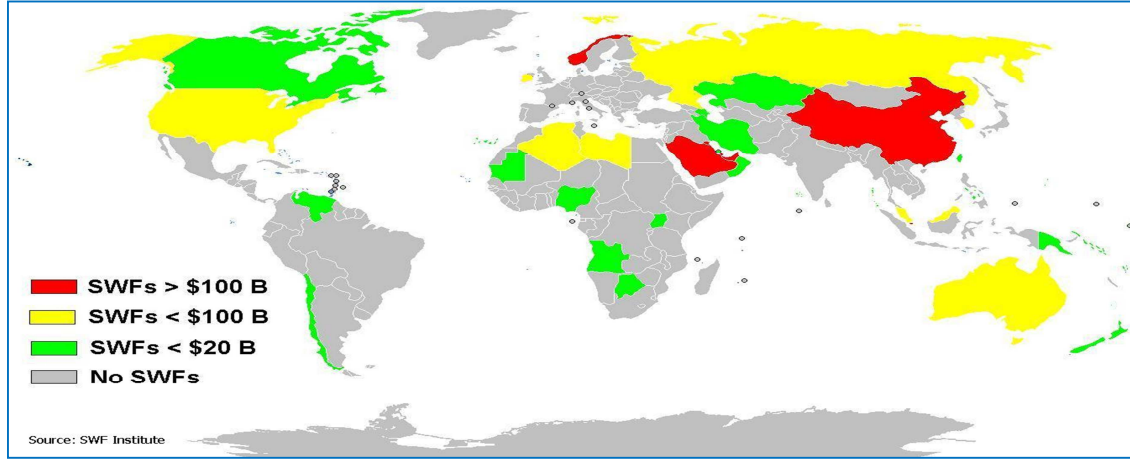 SWFs > $100 B
SWFs < $100 B
SWFs < $20 B
No SWFs
Source: SWF Institute